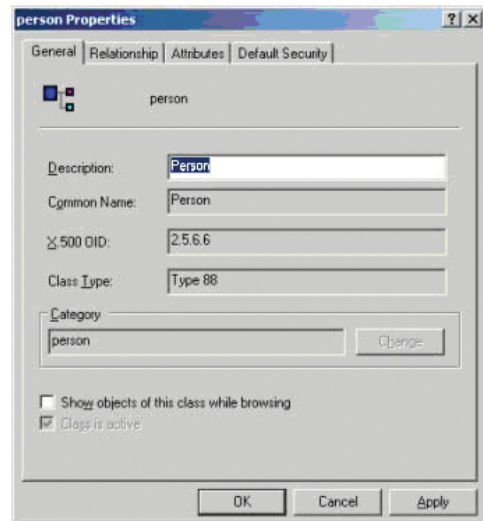 person Properties
General Relationship Attributes Default Security
person
Description: Person
Common Name: Person
X.500 OID: 2.5.6.6
Class Type: Type 88
Category
person Change
Show objects of this class while browsing
Class is active
OK Cancel Apply